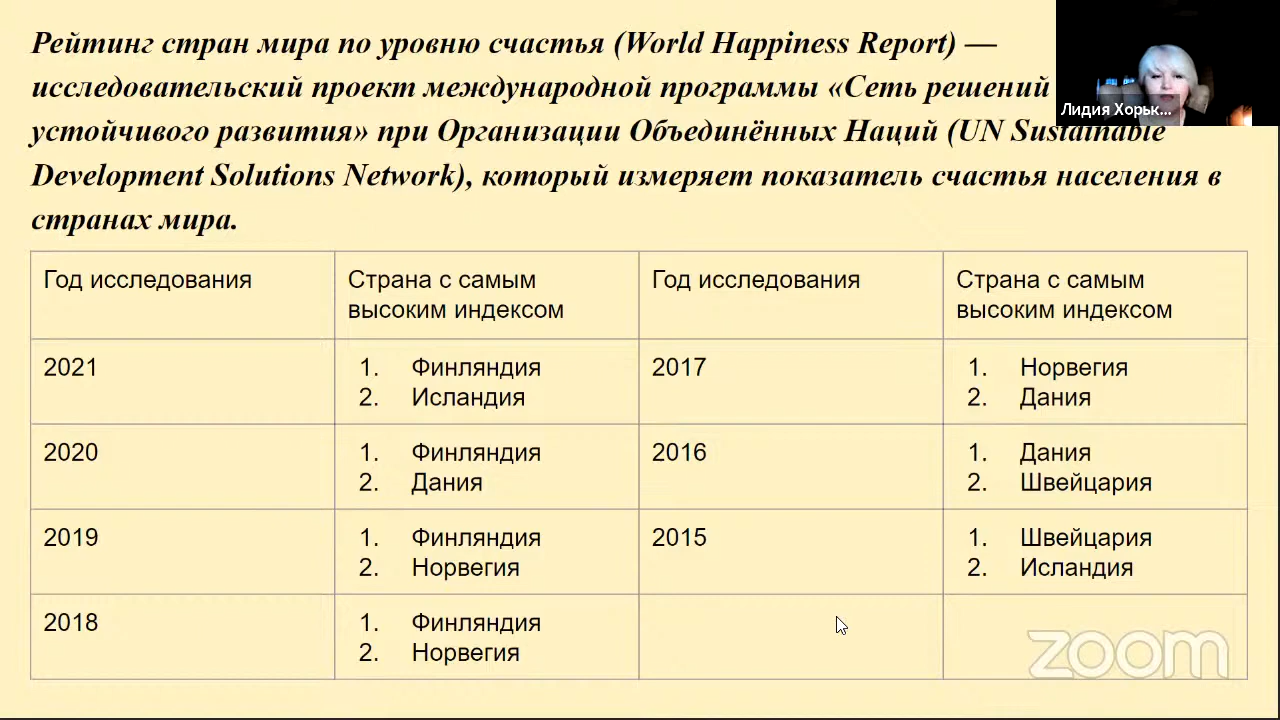 Рейтинг стран мира по уровню счастья (World Happiness Report) —
исследовательский проект международной программы «Сеть решений
устойчивого развития» при Организации Объединённых Наций (UN Sustainable
Development Solutions Network), который измеряет показатель счастья населения в
странах мира.
Лидия Хорьк...
Год исследования
Страна с самым
высоким индексом
Год исследования
Страна с самым
высоким индексом
2021
1. Финляндия
2. Исландия
2017
1. Норвегия
2. Дания
2020
1. Финляндия
2. Дания
2016
1. Дания
2. Швейцария
2019
1. Финляндия
2. Норвегия
2015
1. Швейцария
2. Исландия
2018
1. Финляндия
2. Норвегия
zoom